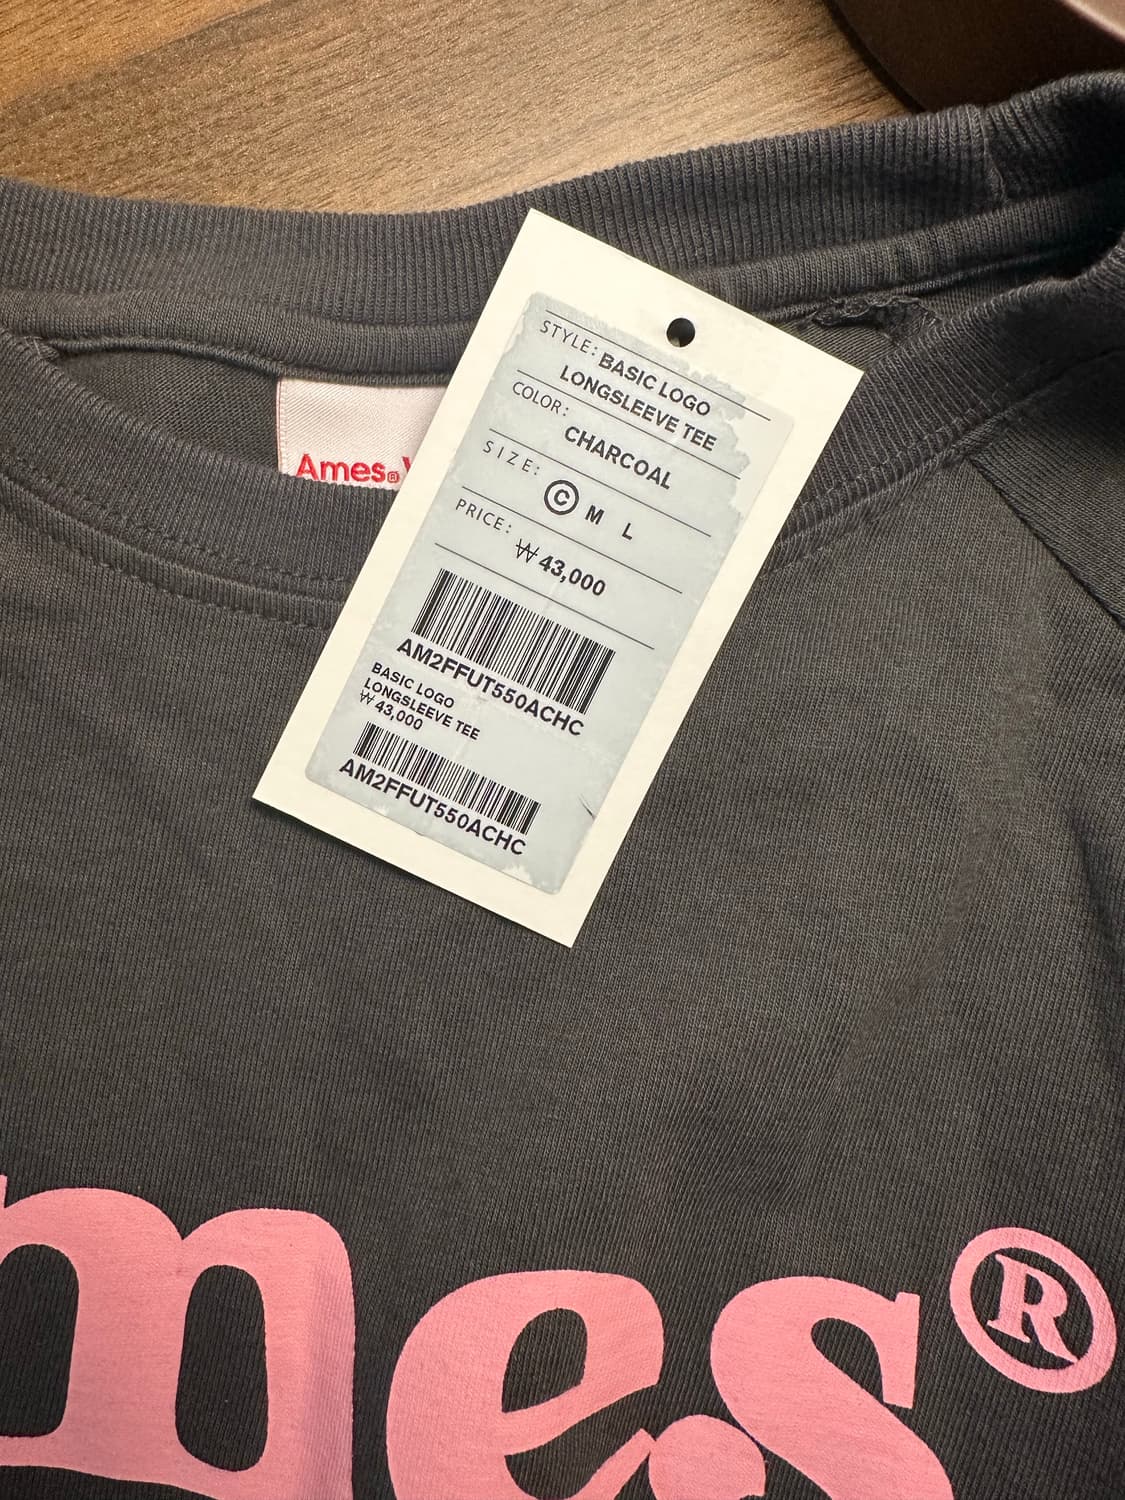 STYLE: BASIC LOGO
LONGSLEEVE TEE
COLOR:
CHARCOAL
SIZE:
Ⓒ M L
PRICE:
₩ 43,000
AM2FFUT550ACHC
BASIC LOGO
LONGSLEEVE TEE
₩ 43,000
AM2FFUT550ACHC
Ames®
mes®